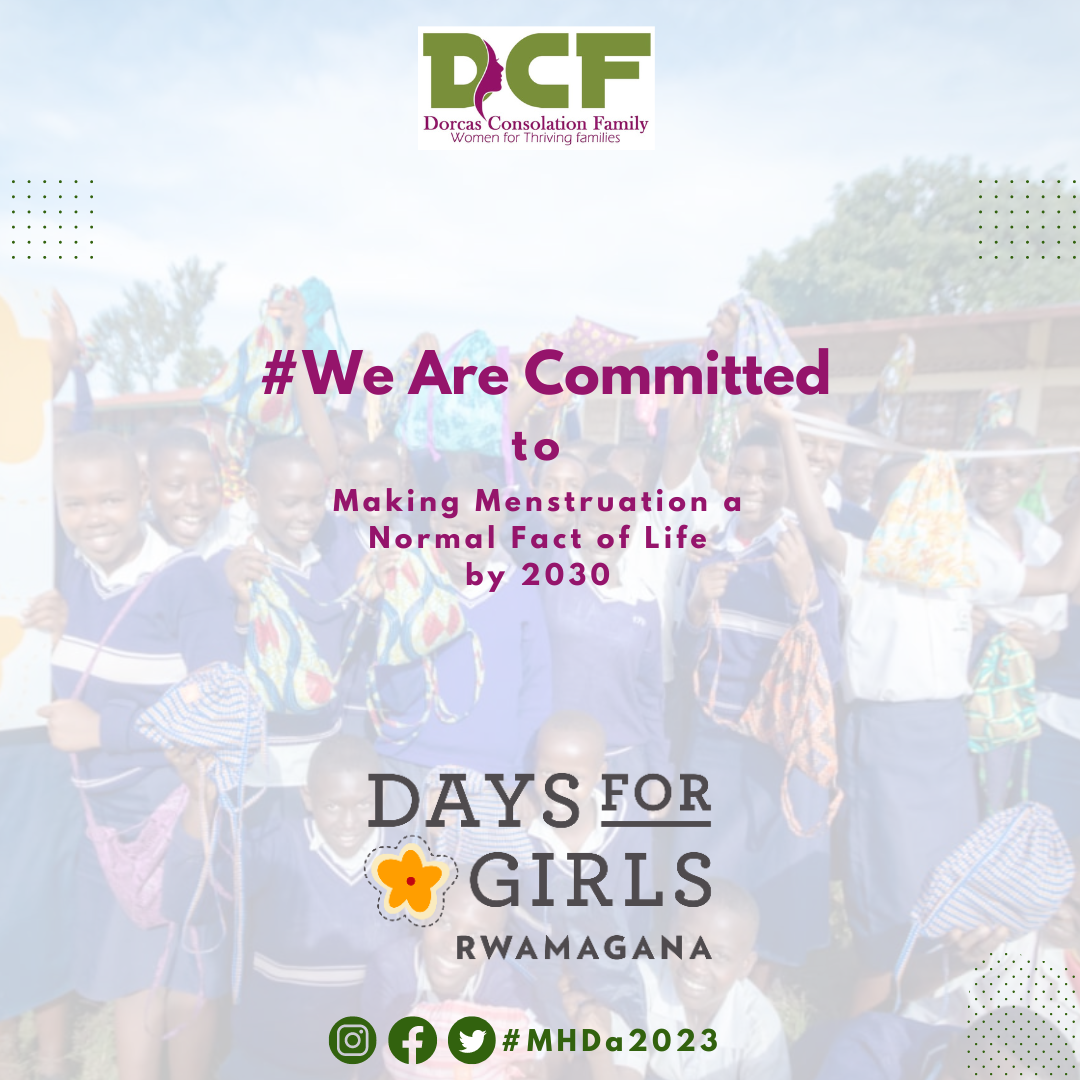 DCF
Dorcas Consolation Family
Women for Thriving families
#We Are Committed
to
Making Menstruation a
Normal Fact of Life
by 2030
DAYS FOR
GIRLS
RWAMAGANA
#MHDa2023